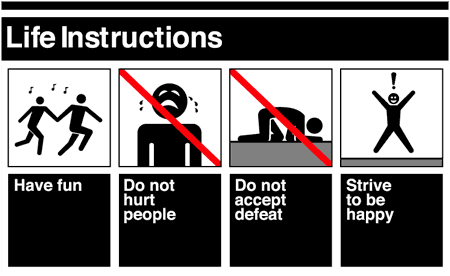 Life Instructions
Have fun
Do not
hurt
people
Do not
accept
defeat
Strive
to be
happy
!